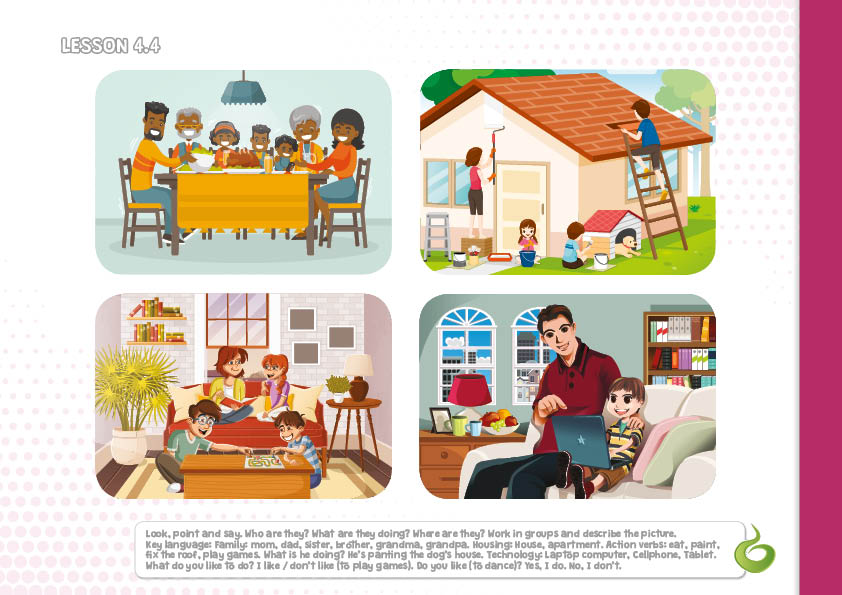 LESSON 4.4
Look, point and say. Who are they? What are they doing? Where are they? Work in groups and describe the picture.
Key language: Family: mom, dad, sister, brother, grandma, grandpa. Housing: House, apartment. Action verbs: eat, paint,
fix the roof, play games. What is he doing? He's panting the dog's house. Technology: Laptop computer, Cellphone, Tablet.
What do you like to do? I like / don't like (to play games). Do you like (to dance)? Yes, I do. No, I don't.